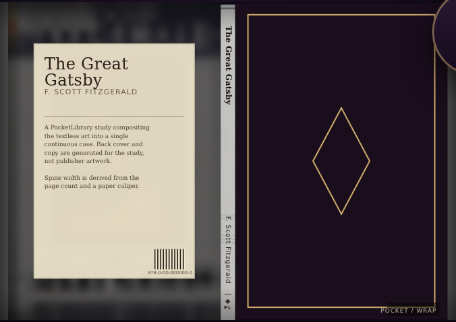 The Great
Gatsby
F. SCOTT FITZGERALD
A PocketLibrary study compositing
the textless art into a single
continuous case. Back cover and
copy are generated for the study,
not publisher artwork.
Spine width is derived from the
page count and a paper caliper.
The Great Gatsby
F. Scott Fitzgerald
PL
POCKET / WRAP